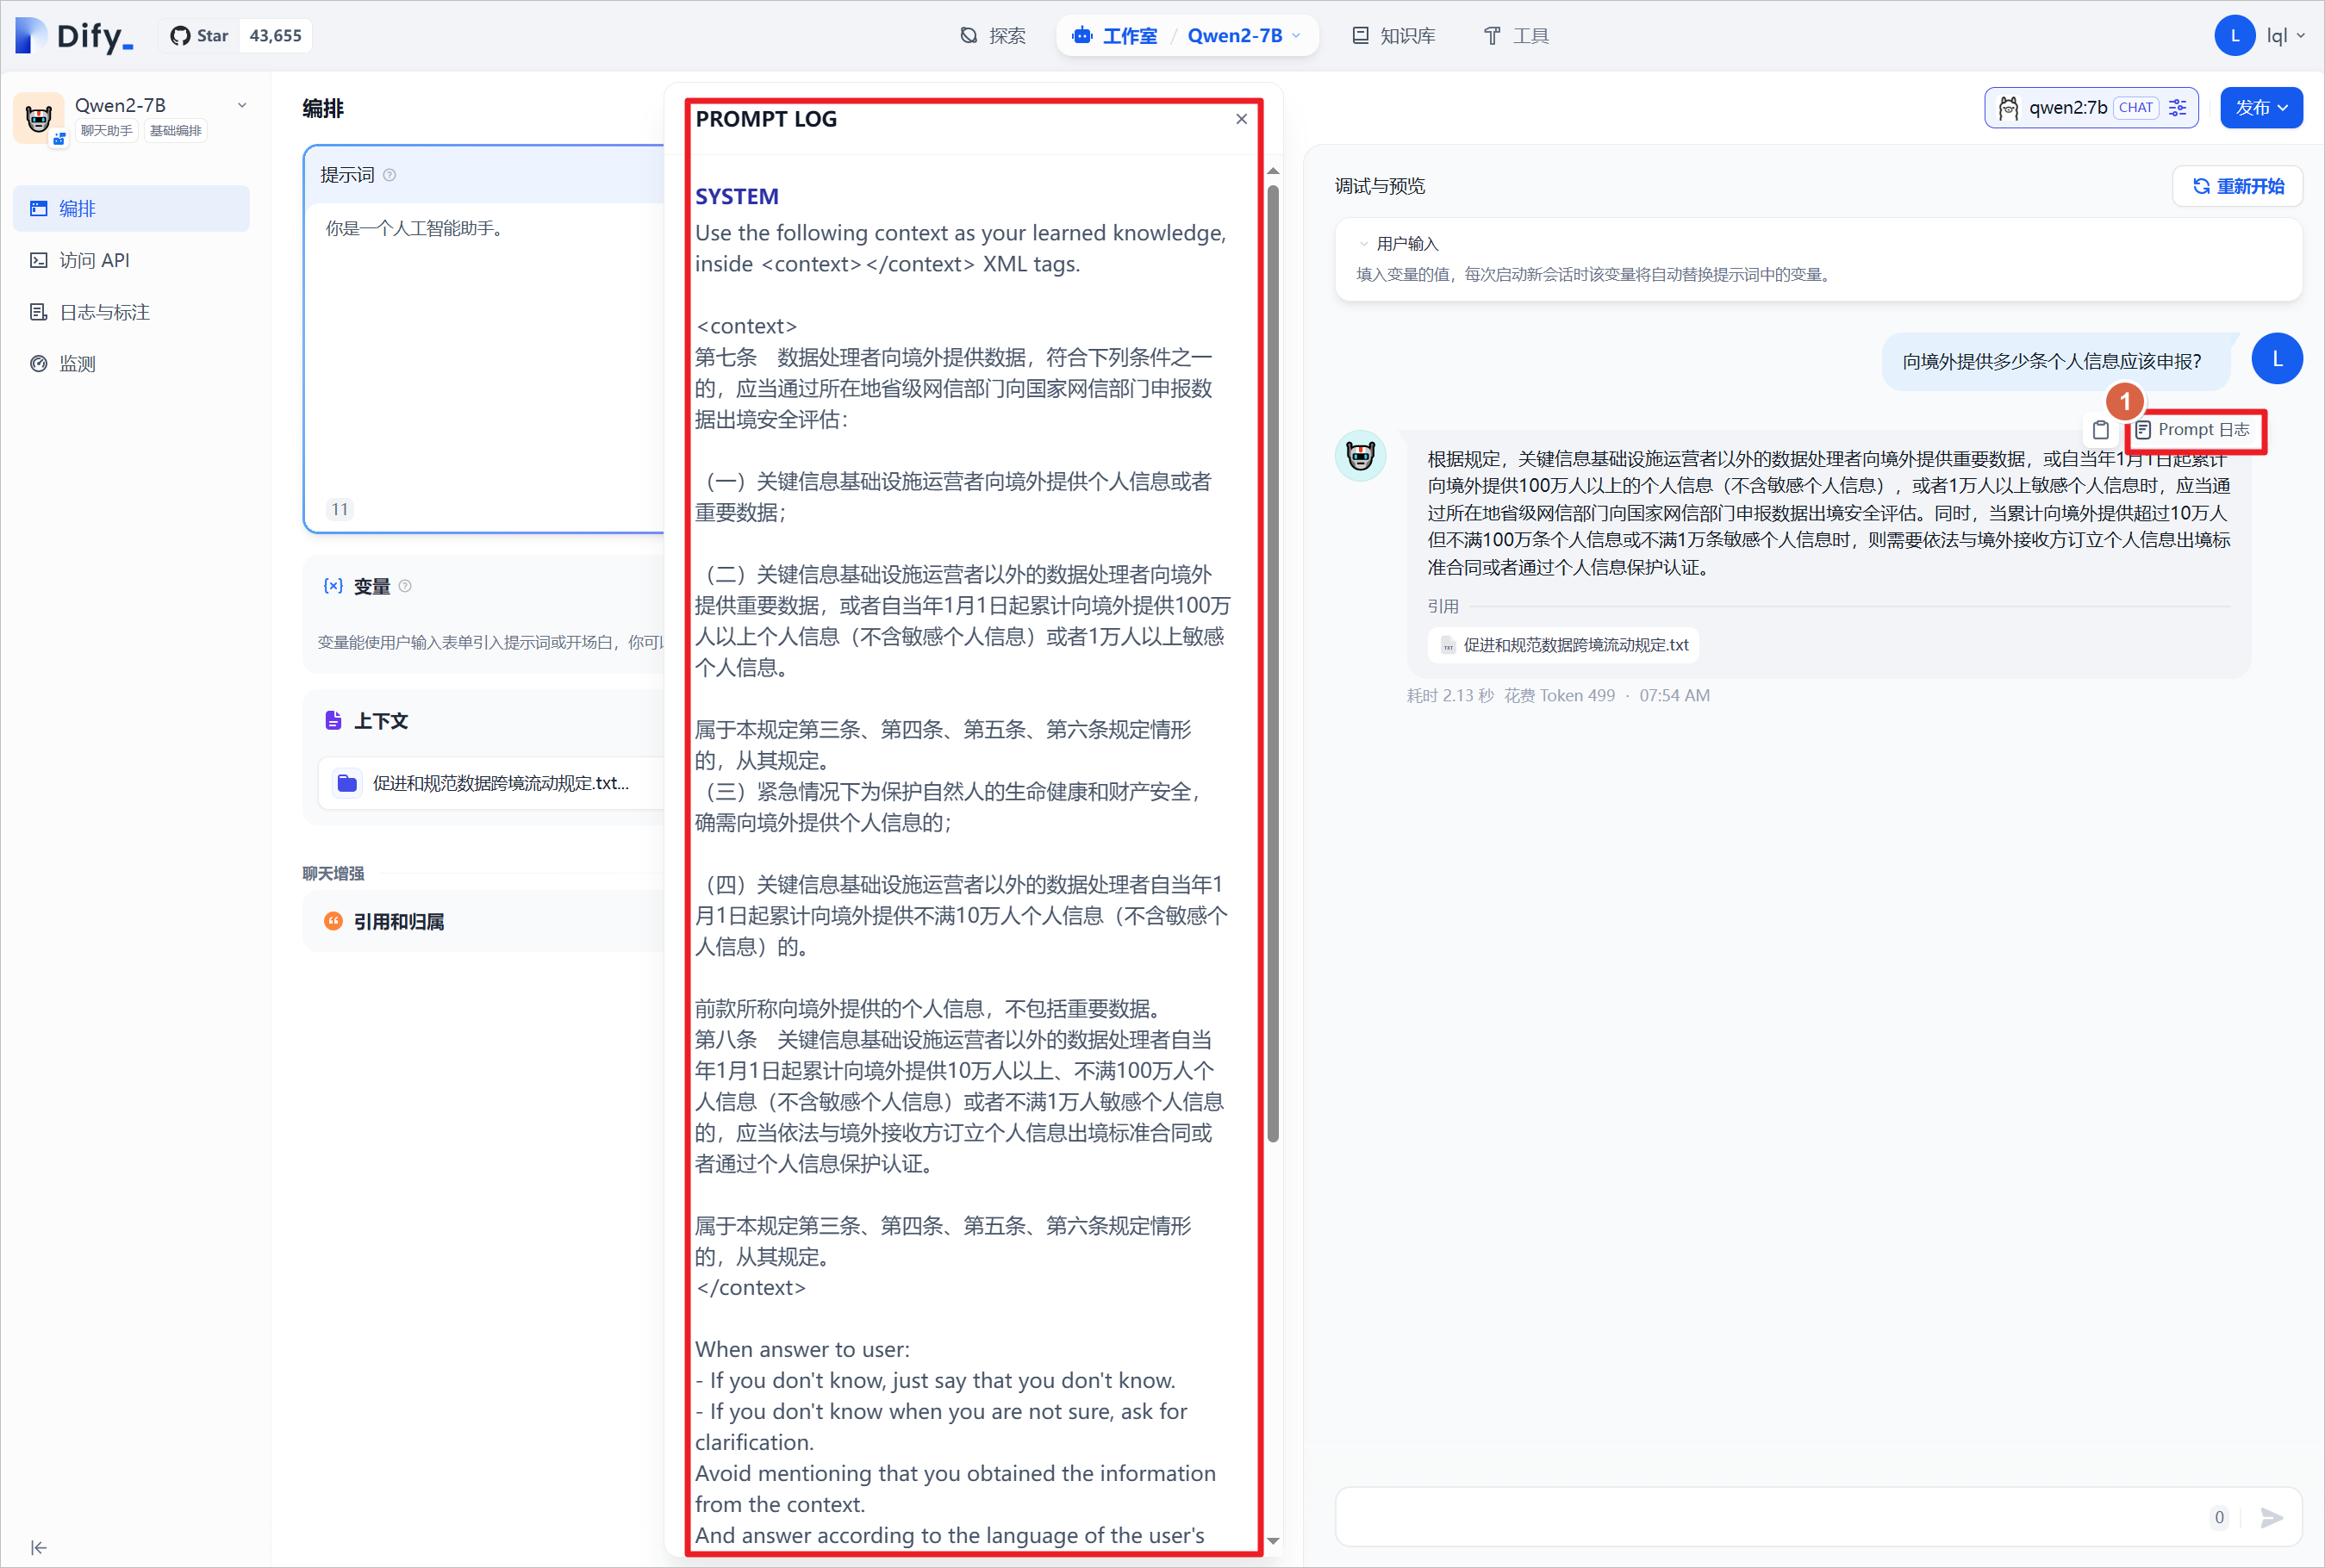 Dify_
Star 43,655
探索
工作室 / Qwen2-7B
知识库
工具
L lql
Qwen2-7B
聊天助手 基础编排
编排
访问 API
日志与标注
监测
编排
提示词
你是一个人工智能助手。
11
{x} 变量
变量能使用户输入表单引入提示词或开场白，你可以
上下文
促进和规范数据跨境流动规定.txt...
聊天增强
引用和归属
PROMPT LOG
SYSTEM
Use the following context as your learned knowledge,
inside <context></context> XML tags.
<context>
第七条　数据处理者向境外提供数据，符合下列条件之一
的，应当通过所在地省级网信部门向国家网信部门申报数
据出境安全评估：
（一）关键信息基础设施运营者向境外提供个人信息或者
重要数据；
（二）关键信息基础设施运营者以外的数据处理者向境外
提供重要数据，或者自当年1月1日起累计向境外提供100万
人以上个人信息（不含敏感个人信息）或者1万人以上敏感
个人信息。
属于本规定第三条、第四条、第五条、第六条规定情形
的，从其规定。
（三）紧急情况下为保护自然人的生命健康和财产安全，
确需向境外提供个人信息的；
（四）关键信息基础设施运营者以外的数据处理者自当年1
月1日起累计向境外提供不满10万人个人信息（不含敏感个
人信息）的。
前款所称向境外提供的个人信息，不包括重要数据。
第八条　关键信息基础设施运营者以外的数据处理者自当
年1月1日起累计向境外提供10万人以上、不满100万人个
人信息（不含敏感个人信息）或者不满1万人敏感个人信息
的，应当依法与境外接收方订立个人信息出境标准合同或
者通过个人信息保护认证。
属于本规定第三条、第四条、第五条、第六条规定情形
的，从其规定。
</context>
When answer to user:
- If you don't know, just say that you don't know.
- If you don't know when you are not sure, ask for
clarification.
Avoid mentioning that you obtained the information
from the context.
And answer according to the language of the user's
qwen2:7b CHAT
发布
调试与预览
重新开始
用户输入
填入变量的值，每次启动新会话时该变量将自动替换提示词中的变量。
向境外提供多少条个人信息应该申报？
L
1
Prompt 日志
根据规定，关键信息基础设施运营者以外的数据处理者向境外提供重要数据，或自当年1月1日起累计
向境外提供100万人以上的个人信息（不含敏感个人信息），或者1万人以上敏感个人信息时，应当通
过所在地省级网信部门向国家网信部门申报数据出境安全评估。同时，当累计向境外提供超过10万人
但不满100万条个人信息或不满1万条敏感个人信息时，则需要依法与境外接收方订立个人信息出境标
准合同或者通过个人信息保护认证。
引用
促进和规范数据跨境流动规定.txt
耗时 2.13 秒 花费 Token 499 · 07:54 AM
0